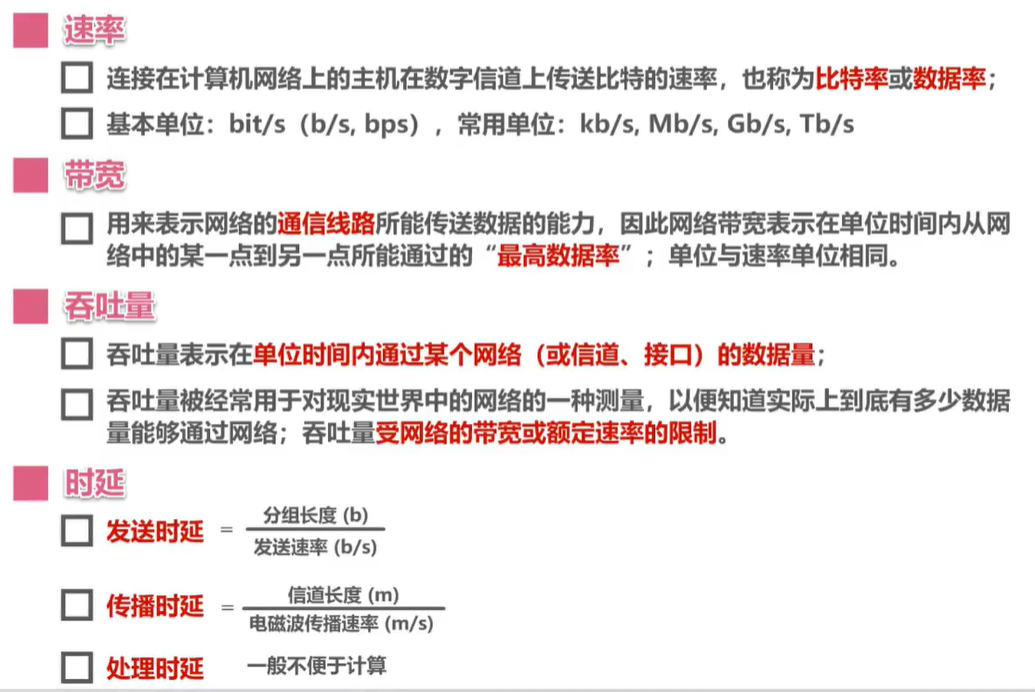 速率
连接在计算机网络上的主机在数字信道上传送比特的速率，也称为比特率或数据率；
基本单位：bit/s（b/s, bps），常用单位：kb/s, Mb/s, Gb/s, Tb/s
带宽
用来表示网络的通信线路所能传送数据的能力，因此网络带宽表示在单位时间内从网
络中的某一点到另一点所能通过的“最高数据率”；单位与速率单位相同。
吞吐量
吞吐量表示在单位时间内通过某个网络（或信道、接口）的数据量；
吞吐量被经常用于对现实世界中的网络的一种测量，以便知道实际上到底有多少数据
量能够通过网络；吞吐量受网络的带宽或额定速率的限制。
时延
发送时延 = 分组长度 (b)
发送速率 (b/s)
传播时延 = 信道长度 (m)
电磁波传播速率 (m/s)
处理时延 一般不便于计算